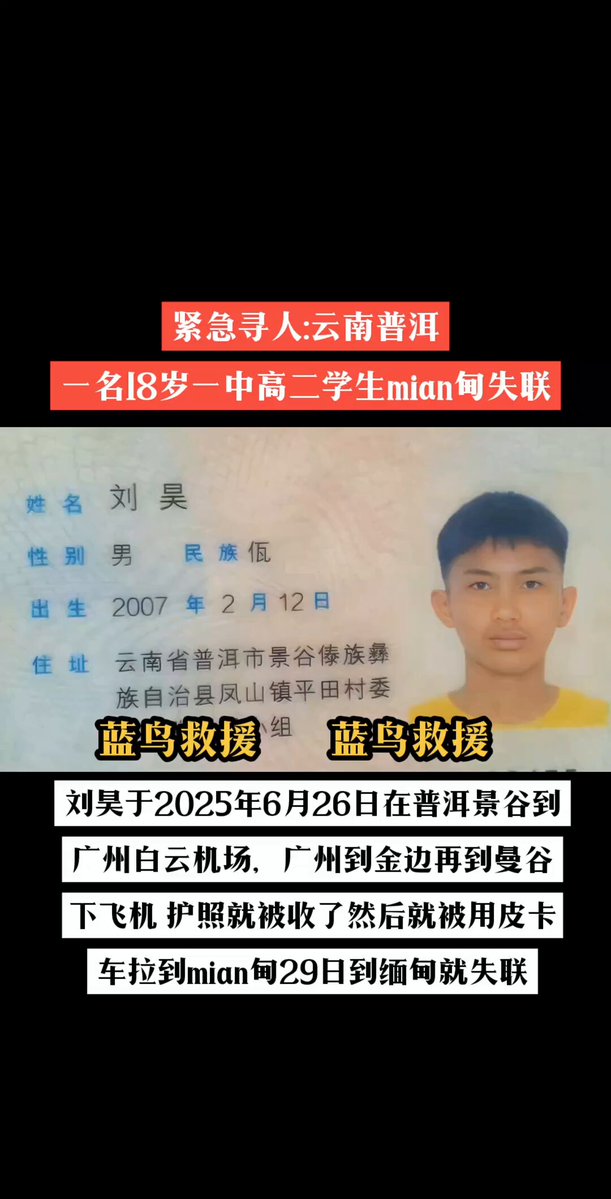 紧急寻人:云南普洱
一名18岁一中高二学生mian甸失联
姓名 刘昊
性别 男 民族 佤
出生 2007 年 2 月 12 日
住址 云南省普洱市景谷傣族彝
族自治县凤山镇平田村委
小组
蓝鸟救援 蓝鸟救援
刘昊于2025年6月26日在普洱景谷到
广州白云机场，广州到金边再到曼谷
下飞机 护照就被收了然后就被用皮卡
车拉到mian甸29日到缅甸就失联